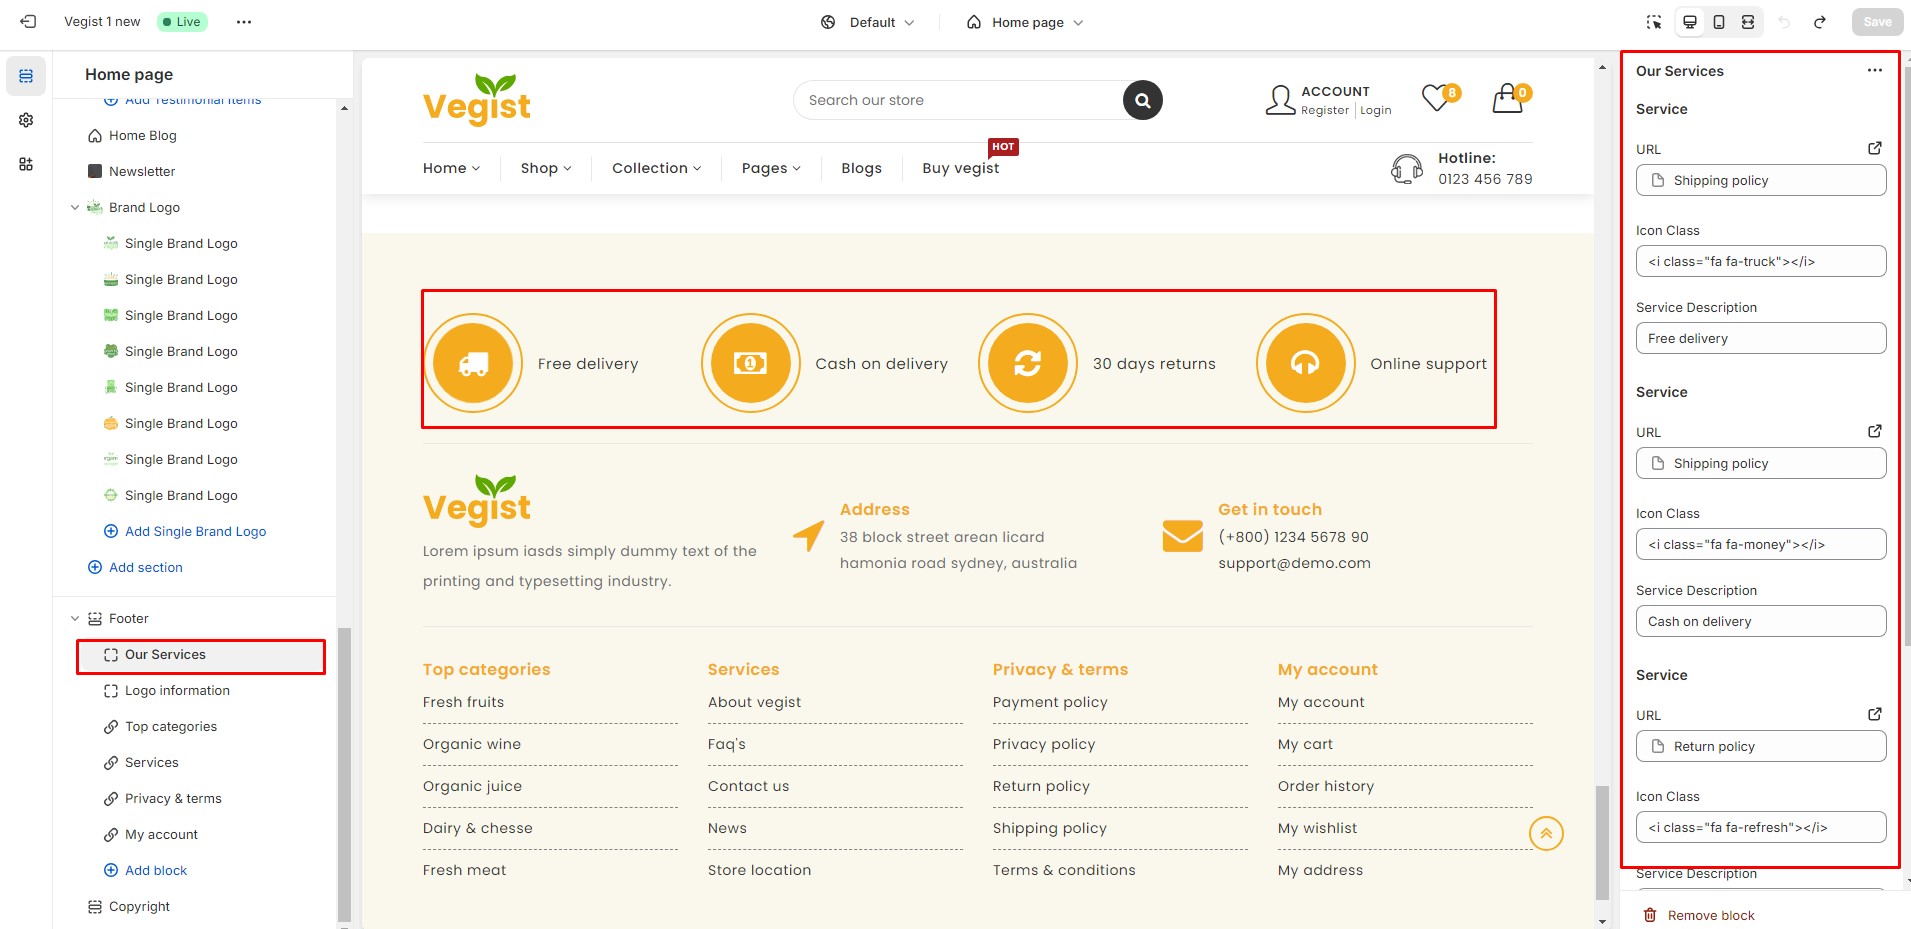 Vegist 1 new
Live
Default
Home page
Save
Home page
Add Testimonial items
Home Blog
Newsletter
Brand Logo
Single Brand Logo
Single Brand Logo
Single Brand Logo
Single Brand Logo
Single Brand Logo
Single Brand Logo
Single Brand Logo
Single Brand Logo
Add Single Brand Logo
Add section
Footer
Our Services
Logo information
Top categories
Services
Privacy & terms
My account
Add block
Copyright
Vegist
Search our store
ACCOUNT
Register Login
8
0
Home
Shop
Collection
Pages
Blogs
Buy vegist
HOT
Hotline:
0123 456 789
Free delivery
1
Cash on delivery
30 days returns
Online support
Vegist
Lorem ipsum iasds simply dummy text of the
printing and typesetting industry.
Address
38 block street arean licard
hamonia road sydney, australia
Get in touch
(+800) 1234 5678 90
support@demo.com
Top categories
Fresh fruits
Organic wine
Organic juice
Dairy & chesse
Fresh meat
Services
About vegist
Faq's
Contact us
News
Store location
Privacy & terms
Payment policy
Privacy policy
Return policy
Shipping policy
Terms & conditions
My account
My account
My cart
Order history
My wishlist
My address
Our Services
Service
URL
Shipping policy
Icon Class
<i class="fa fa-truck"></i>
Service Description
Free delivery
Service
URL
Shipping policy
Icon Class
<i class="fa fa-money"></i>
Service Description
Cash on delivery
Service
URL
Return policy
Icon Class
<i class="fa fa-refresh"></i>
Service Description
Remove block